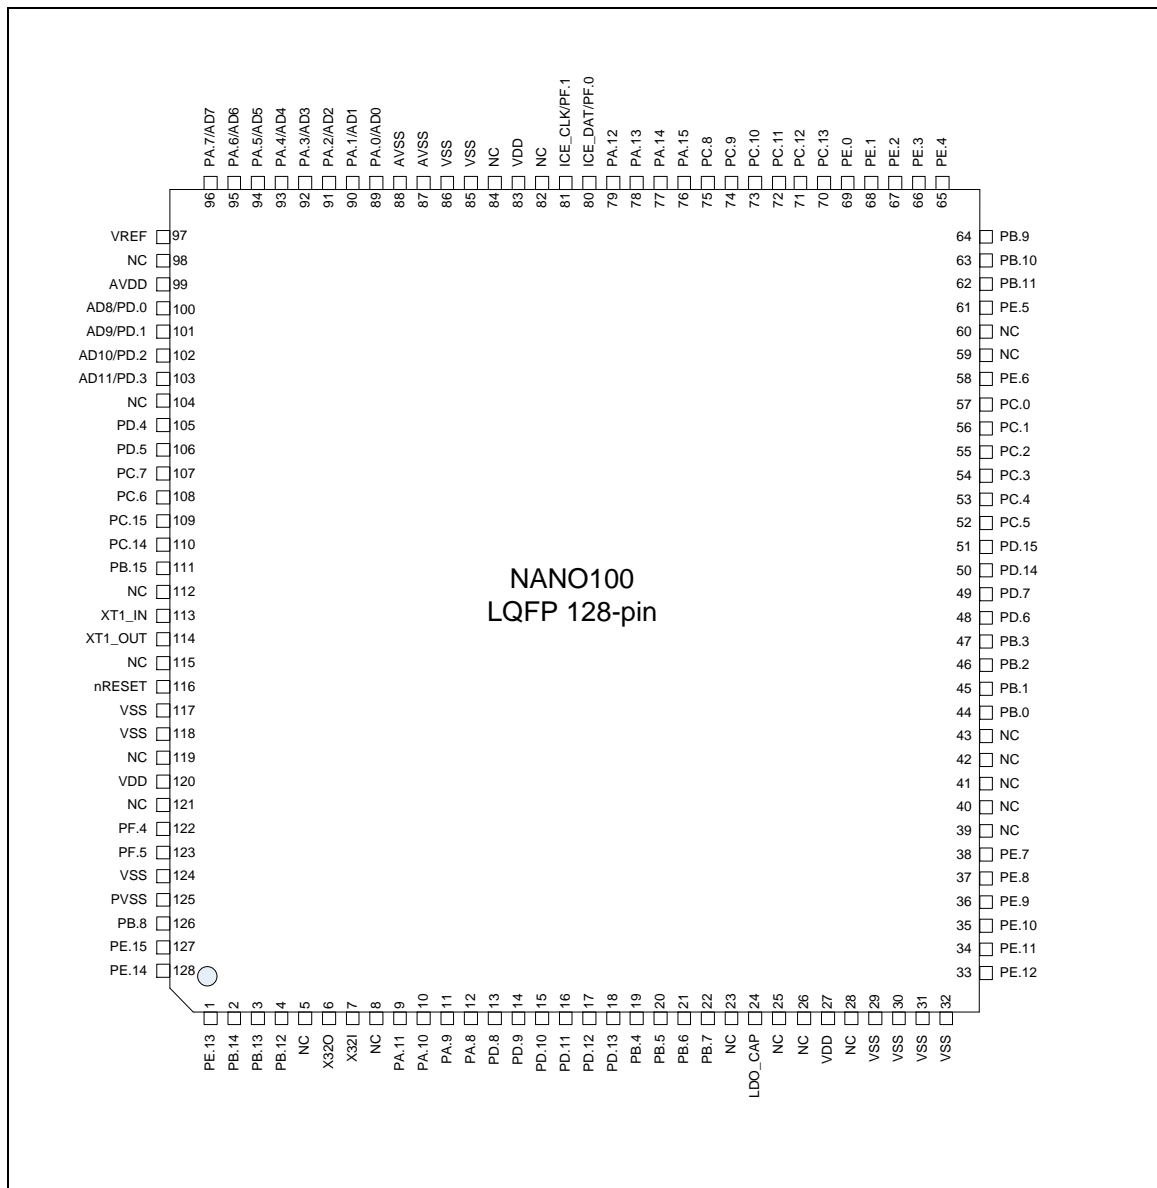 PA.7/AD7
PA.6/AD6
PA.5/AD5
PA.4/AD4
PA.3/AD3
PA.2/AD2
PA.1/AD1
PA.0/AD0
AVSS
AVSS
VSS
VSS
NC
VDD
NC
ICE_CLK/PF.1
ICE_DAT/PF.0
PA.12
PA.13
PA.14
PA.15
PC.8
PC.9
PC.10
PC.11
PC.12
PC.13
PE.0
PE.1
PE.2
PE.3
PE.4
96
95
94
93
92
91
90
89
88
87
86
85
84
83
82
81
80
79
78
77
76
75
74
73
72
71
70
69
68
67
66
65
VREF 97
NC 98
AVDD 99
AD8/PD.0 100
AD9/PD.1 101
AD10/PD.2 102
AD11/PD.3 103
NC 104
PD.4 105
PD.5 106
PC.7 107
PC.6 108
PC.15 109
PC.14 110
PB.15 111
NC 112
XT1_IN 113
XT1_OUT 114
NC 115
nRESET 116
VSS 117
VSS 118
NC 119
VDD 120
NC 121
PF.4 122
PF.5 123
VSS 124
PVSS 125
PB.8 126
PE.15 127
PE.14 128
NANO100
LQFP 128-pin
64 PB.9
63 PB.10
62 PB.11
61 PE.5
60 NC
59 NC
58 PE.6
57 PC.0
56 PC.1
55 PC.2
54 PC.3
53 PC.4
52 PC.5
51 PD.15
50 PD.14
49 PD.7
48 PD.6
47 PB.3
46 PB.2
45 PB.1
44 PB.0
43 NC
42 NC
41 NC
40 NC
39 NC
38 PE.7
37 PE.8
36 PE.9
35 PE.10
34 PE.11
33 PE.12
1
2
3
4
5
6
7
8
9
10
11
12
13
14
15
16
17
18
19
20
21
22
23
24
25
26
27
28
29
30
31
32
PE.13
PB.14
PB.13
PB.12
NC
X32O
X32I
NC
PA.11
PA.10
PA.9
PA.8
PD.8
PD.9
PD.10
PD.11
PD.12
PD.13
PB.4
PB.5
PB.6
PB.7
NC
LDO_CAP
NC
NC
VDD
NC
VSS
VSS
VSS
VSS